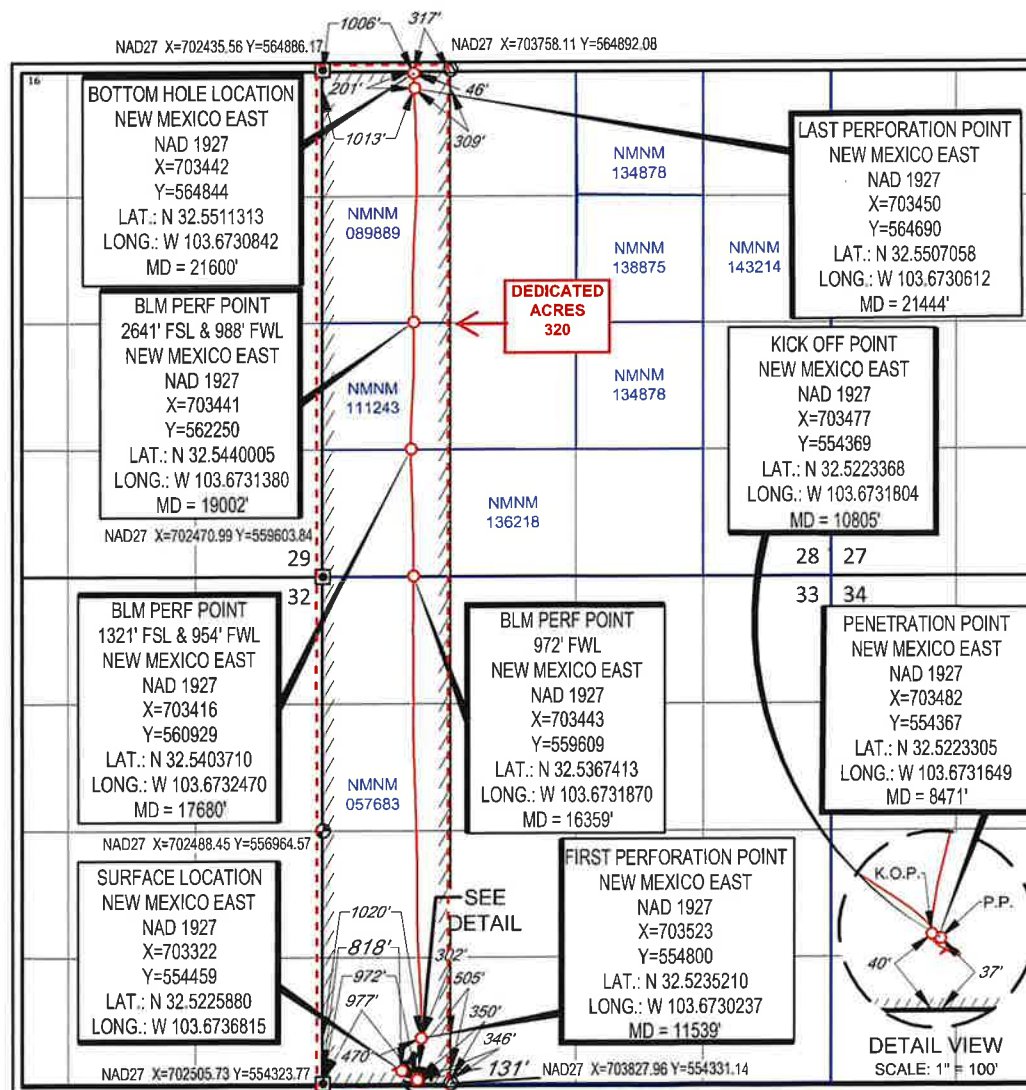 1006'
317'
NAD27 X=702435.56 Y=564886.17
NAD27 X=703758.11 Y=564892.08
16
201'
46'
1013'
309'
BOTTOM HOLE LOCATION
NEW MEXICO EAST
NAD 1927
X=703442
Y=564844
LAT.: N 32.5511313
LONG.: W 103.6730842
MD = 21600'
LAST PERFORATION POINT
NEW MEXICO EAST
NAD 1927
X=703450
Y=564690
LAT.: N 32.5507058
LONG.: W 103.6730612
MD = 21444'
NMNM
134878
NMNM
089889
NMNM
138875
NMNM
143214
DEDICATED
ACRES
320
BLM PERF POINT
2641' FSL & 988' FWL
NEW MEXICO EAST
NAD 1927
X=703441
Y=562250
LAT.: N 32.5440005
LONG.: W 103.6731380
MD = 19002'
KICK OFF POINT
NEW MEXICO EAST
NAD 1927
X=703477
Y=554369
LAT.: N 32.5223368
LONG.: W 103.6731804
MD = 10805'
NMNM
111243
NMNM
134878
NMNM
136218
NAD27 X=702470.99 Y=559603.84
29
32
28 27
33 34
BLM PERF POINT
1321' FSL & 954' FWL
NEW MEXICO EAST
NAD 1927
X=703416
Y=560929
LAT.: N 32.5403710
LONG.: W 103.6732470
MD = 17680'
BLM PERF POINT
972' FWL
NEW MEXICO EAST
NAD 1927
X=703443
Y=559609
LAT.: N 32.5367413
LONG.: W 103.6731870
MD = 16359'
PENETRATION POINT
NEW MEXICO EAST
NAD 1927
X=703482
Y=554367
LAT.: N 32.5223305
LONG.: W 103.6731649
MD = 8471'
NMNM
057683
NAD27 X=702488.45 Y=556964.57
SURFACE LOCATION
NEW MEXICO EAST
NAD 1927
X=703322
Y=554459
LAT.: N 32.5225880
LONG.: W 103.6736815
FIRST PERFORATION POINT
NEW MEXICO EAST
NAD 1927
X=703523
Y=554800
LAT.: N 32.5235210
LONG.: W 103.6730237
MD = 11539'
SEE
DETAIL
1020'
818'
972'
977'
470'
302'
505'
350'
346'
131'
K.O.P.
P.P.
40'
37'
DETAIL VIEW
SCALE: 1" = 100'
NAD27 X=702505.73 Y=554323.77
NAD27 X=703827.96 Y=554331.14